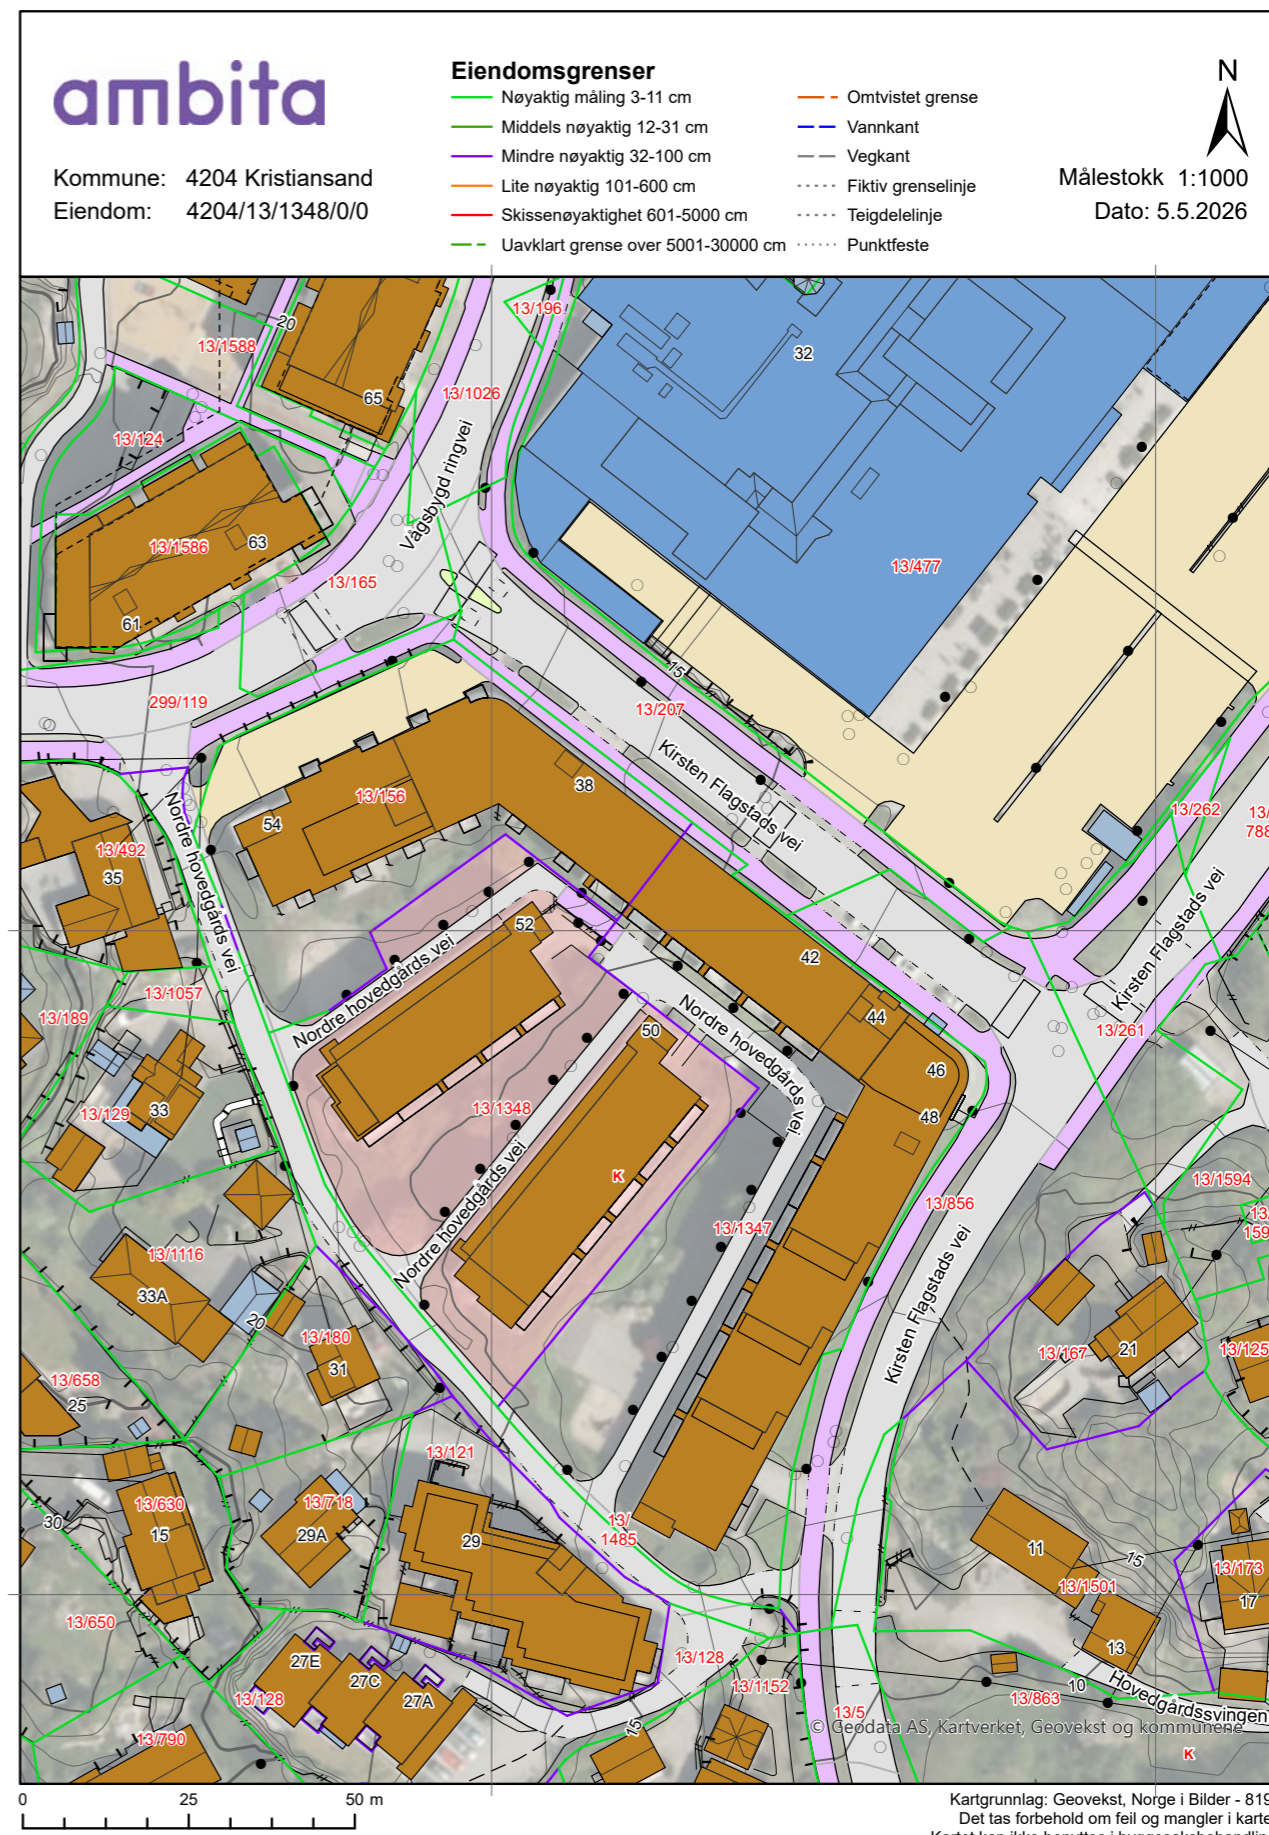 ambita
Kommune: 4204 Kristiansand
Eiendom: 4204/13/1348/0/0
Eiendomsgrenser
Nøyaktig måling 3-11 cm
Middels nøyaktig 12-31 cm
Mindre nøyaktig 32-100 cm
Lite nøyaktig 101-600 cm
Skissenøyaktighet 601-5000 cm
Uavklart grense over 5001-30000 cm
Omtvistet grense
Vannkant
Vegkant
Fiktiv grenselinje
Teigdelelinje
Punktfeste
N
Målestokk 1:1000
Dato: 5.5.2026
13/196
20
13/1588
32
65
13/1026
13/124
Vågsbygd ringvei
63
13/1586
13/477
13/165
61
15
299/119
13/207
Kirsten Flagstads vei
38
13/156
54
Nordre hovedgårds vei
13/262
13/
788
13/492
35
Kirsten Flagstads vei
52
Nordre hovedgårds vei
42
13/1057
13/189
Nordre hovedgårds vei
50
44
13/261
46
13/129
33
13/1348
48
Nordre hovedgårds vei
K
13/1594
13/856
13/
159
13/1347
Kirsten Flagstads vei
13/1116
33A
20
13/180
31
13/167
21
13/125
13/658
25
13/121
13/630
15
30
13/718
29A
29
13/
1485
11
15
13/1501
13/173
17
13/650
13
27E
27C
27A
13/128
13/128
13/1152
13/5
13/863
10
Hovedgårdssvingen
15
13/790
© Geodata AS, Kartverket, Geovekst og kommunene
K
0 25 50 m
Kartgrunnlag: Geovekst, Norge i Bilder - 819
Det tas forbehold om feil og mangler i karte